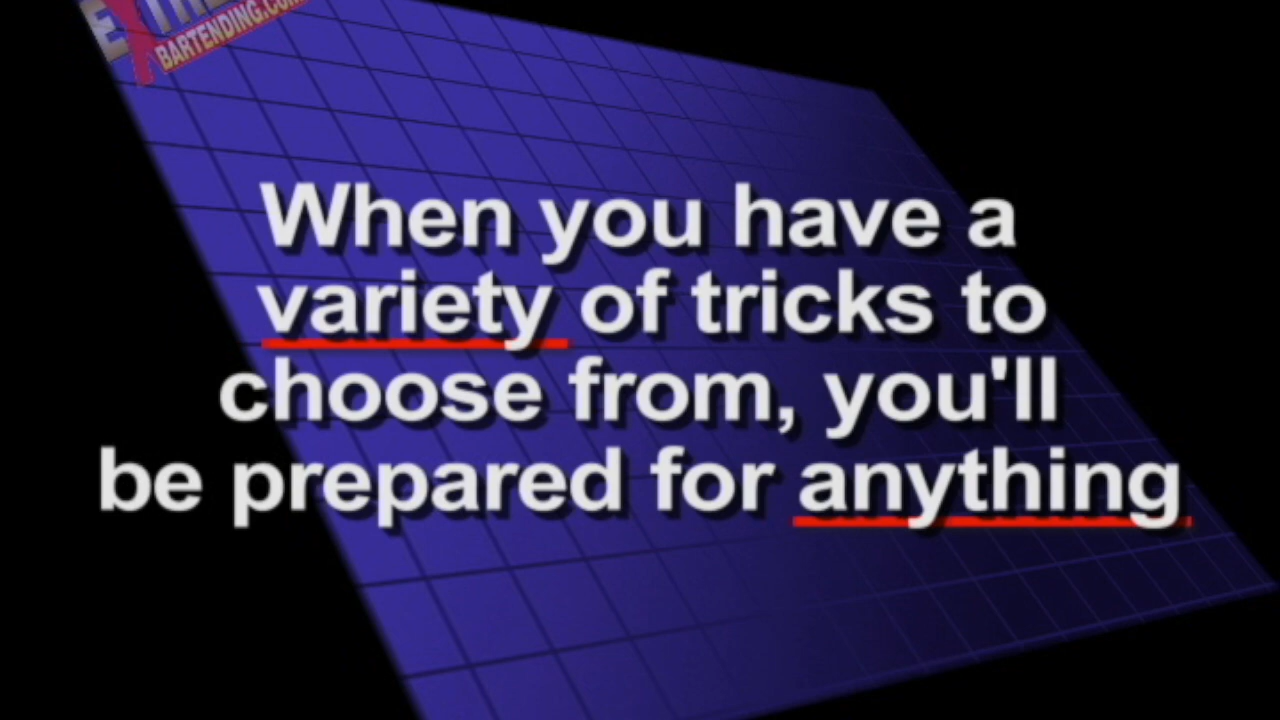 BARTENDING.COM
When you have a
variety of tricks to
choose from, you'll
be prepared for anything